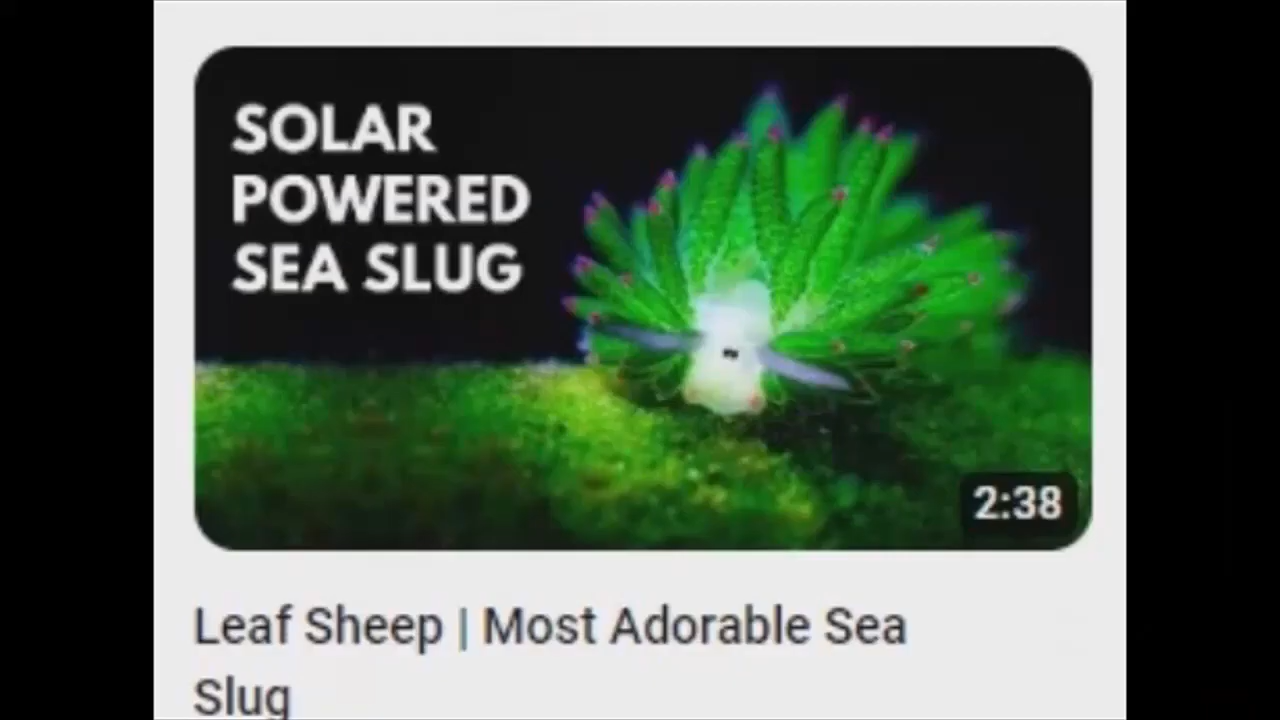 SOLAR
POWERED
SEA SLUG
2:38
Leaf Sheep | Most Adorable Sea
Slug